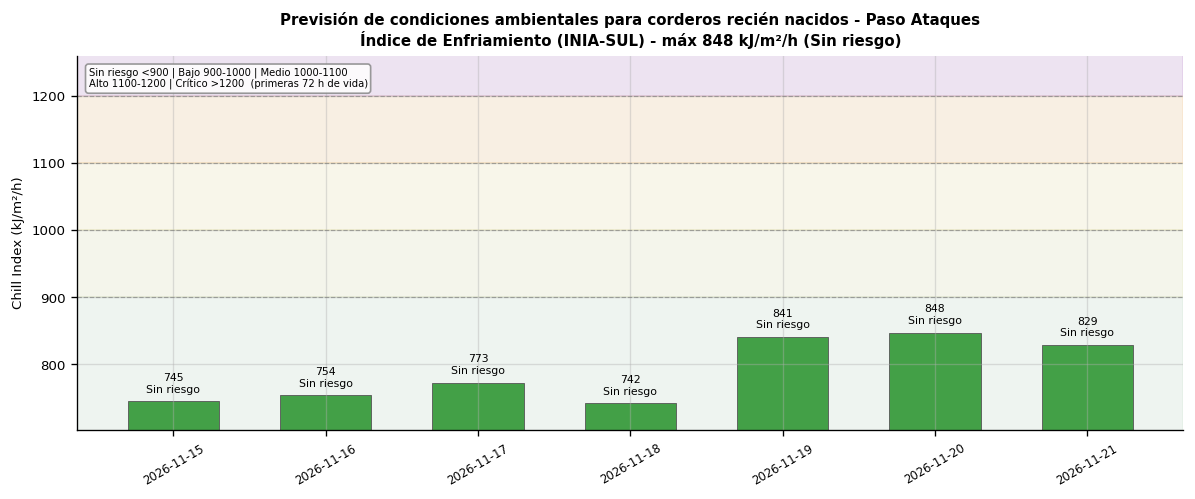 Previsión de condiciones ambientales para corderos recién nacidos - Paso Ataques
Índice de Enfriamiento (INIA-SUL) - máx 848 kJ/m²/h (Sin riesgo)
Sin riesgo <900 | Bajo 900-1000 | Medio 1000-1100
Alto 1100-1200 | Crítico >1200  (primeras 72 h de vida)
Chill Index (kJ/m²/h)
1200
1100
1000
900
800
745
Sin riesgo
754
Sin riesgo
773
Sin riesgo
742
Sin riesgo
841
Sin riesgo
848
Sin riesgo
829
Sin riesgo
2026-11-15
2026-11-16
2026-11-17
2026-11-18
2026-11-19
2026-11-20
2026-11-21